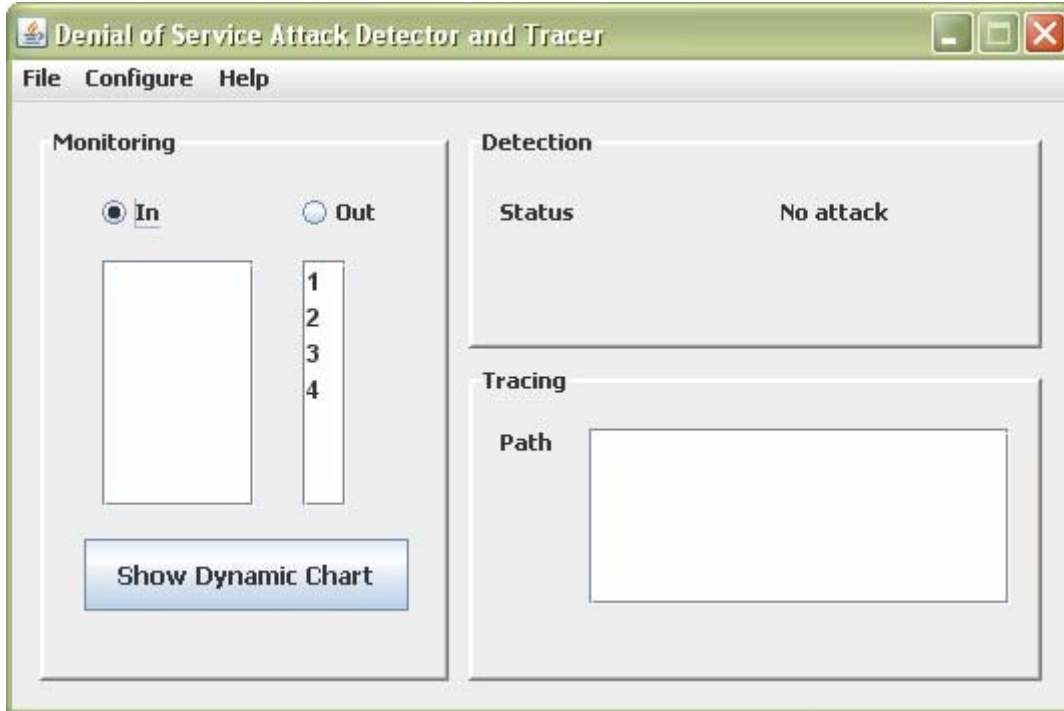 Denial of Service Attack Detector and Tracer
File Configure Help
Monitoring
In Out
1
2
3
4
Show Dynamic Chart
Detection
Status No attack
Tracing
Path